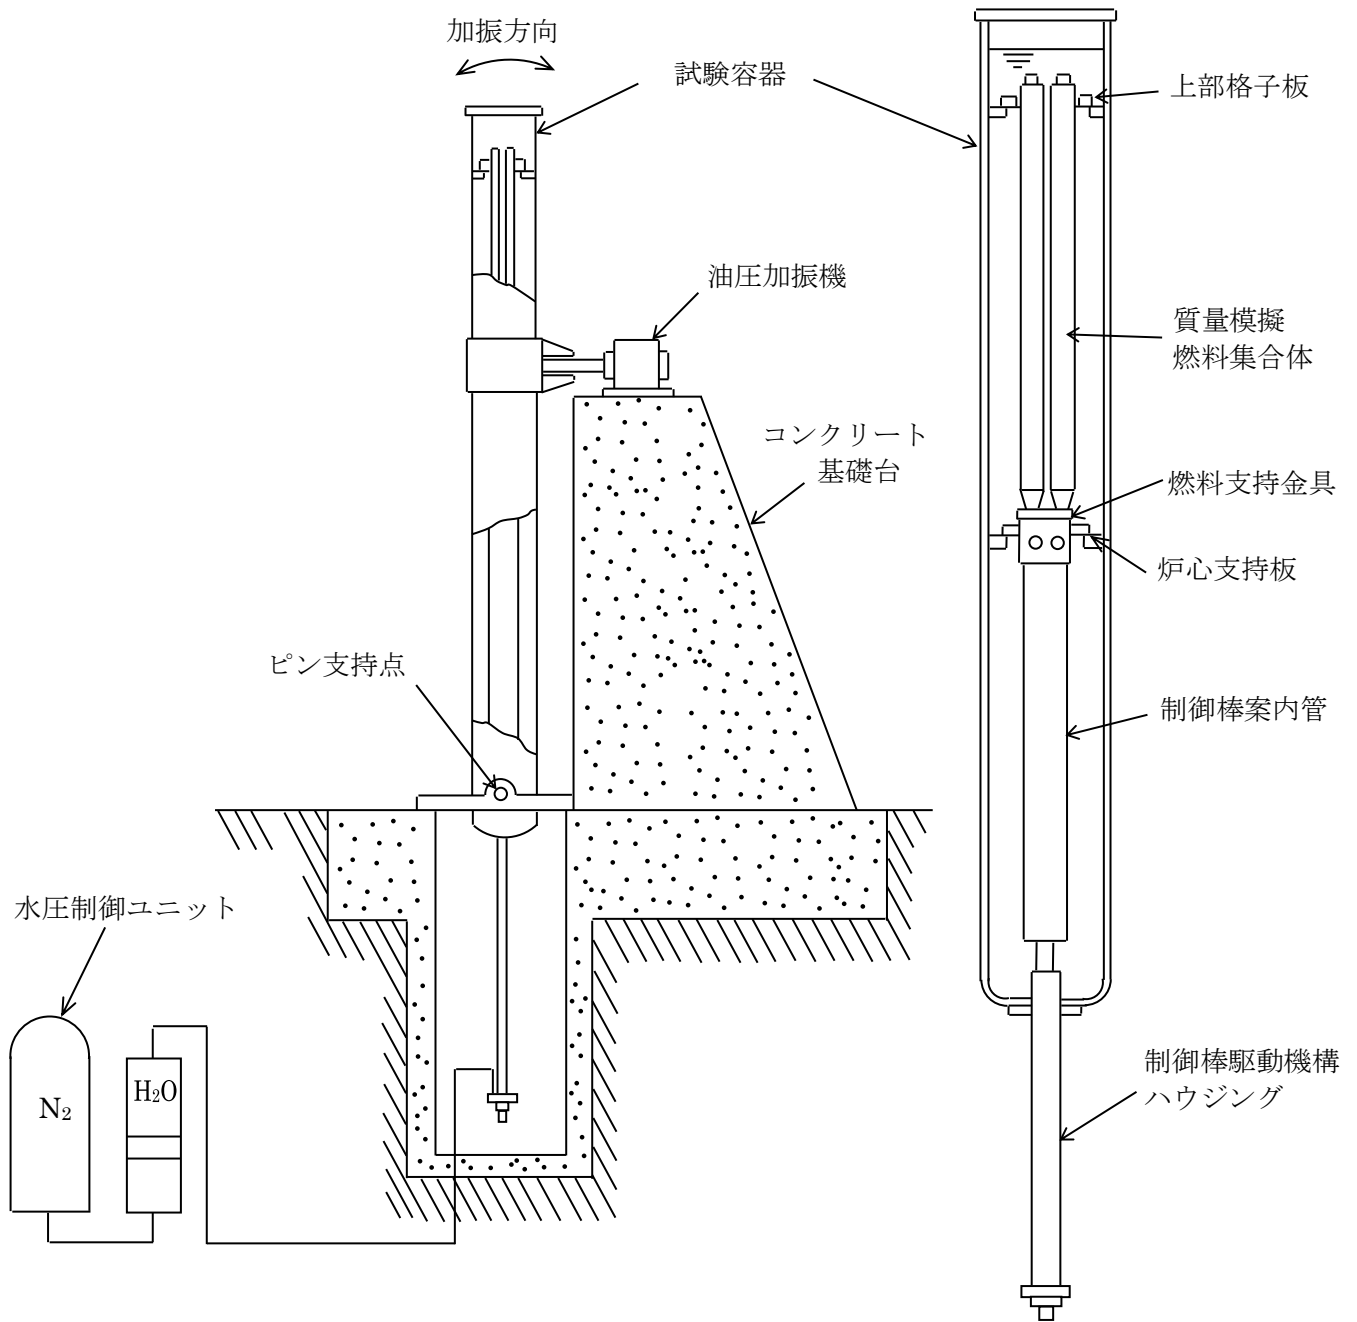 加振方向
試験容器
上部格子板
油圧加振機
質量模擬
燃料集合体
コンクリート
基礎台
燃料支持金具
炉心支持板
ピン支持点
制御棒案内管
水圧制御ユニット
N₂
H₂O
制御棒駆動機構
ハウジング